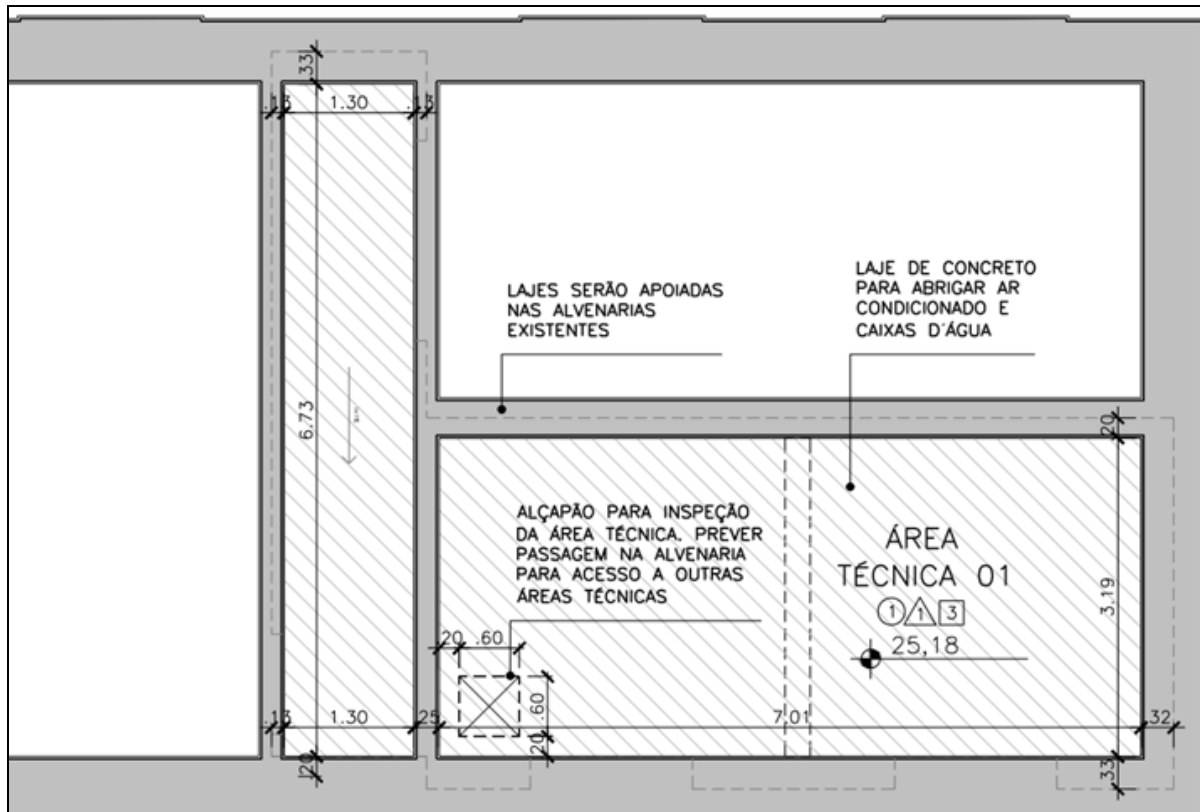 .33
.13
1.30
.13
LAJES SERÃO APOIADAS
NAS ALVENARIAS
EXISTENTES
LAJE DE CONCRETO
PARA ABRIGAR AR
CONDICIONADO E
CAIXAS D'ÁGUA
6.73
.20
ALÇAPÃO PARA INSPEÇÃO
DA ÁREA TÉCNICA. PREVER
PASSAGEM NA ALVENARIA
PARA ACESSO A OUTRAS
ÁREAS TÉCNICAS
ÁREA
TÉCNICA 01
1 1 3
25,18
3.19
.20 .60
.60
.20
.13
1.30
.25
7.01
.32
.20
.33